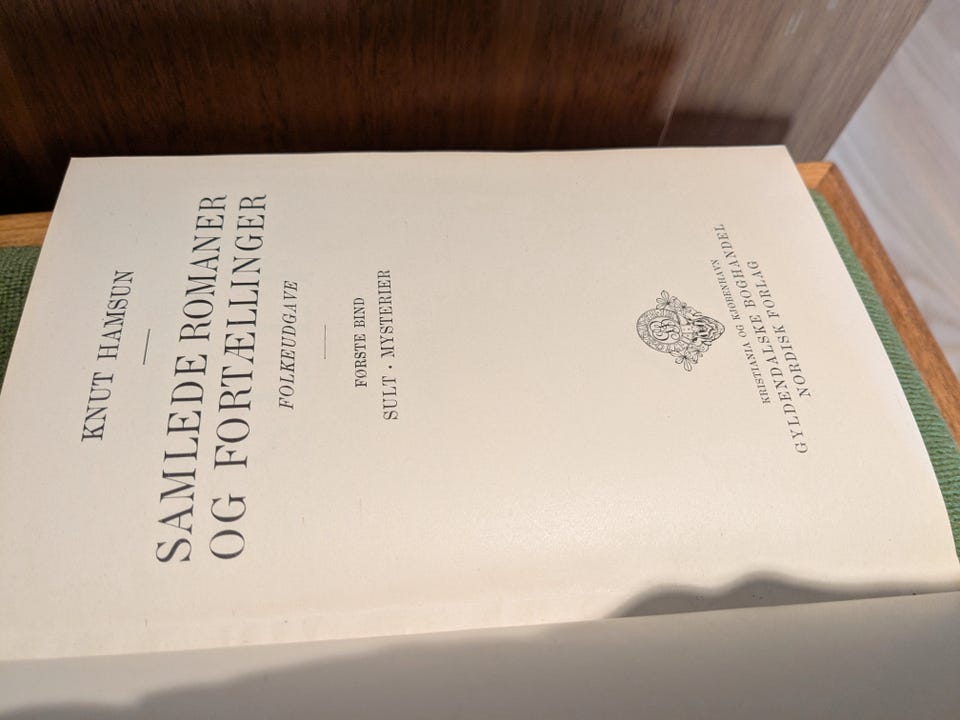 KNUT HAMSUN
SAMLEDE ROMANER
OG FORTÆLLINGER
FOLKEUDGAVE
FØRSTE BIND
SULT · MYSTERIER
KRISTIANIA OG KJØBENHAVN
GYLDENDALSKE BOGHANDEL
NORDISK FORLAG